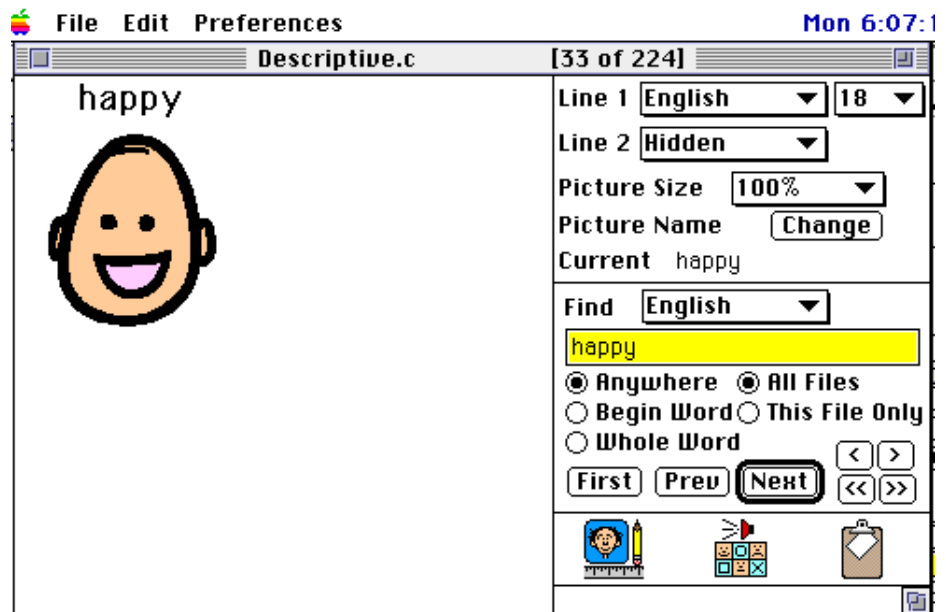 File Edit Preferences
Mon 6:07:1
Descriptive.c [33 of 224]
happy
Line 1 English 18
Line 2 Hidden
Picture Size 100%
Picture Name Change
Current happy
Find English
happy
Anywhere All Files
Begin Word This File Only
Whole Word
< >
First Prev Next << >>